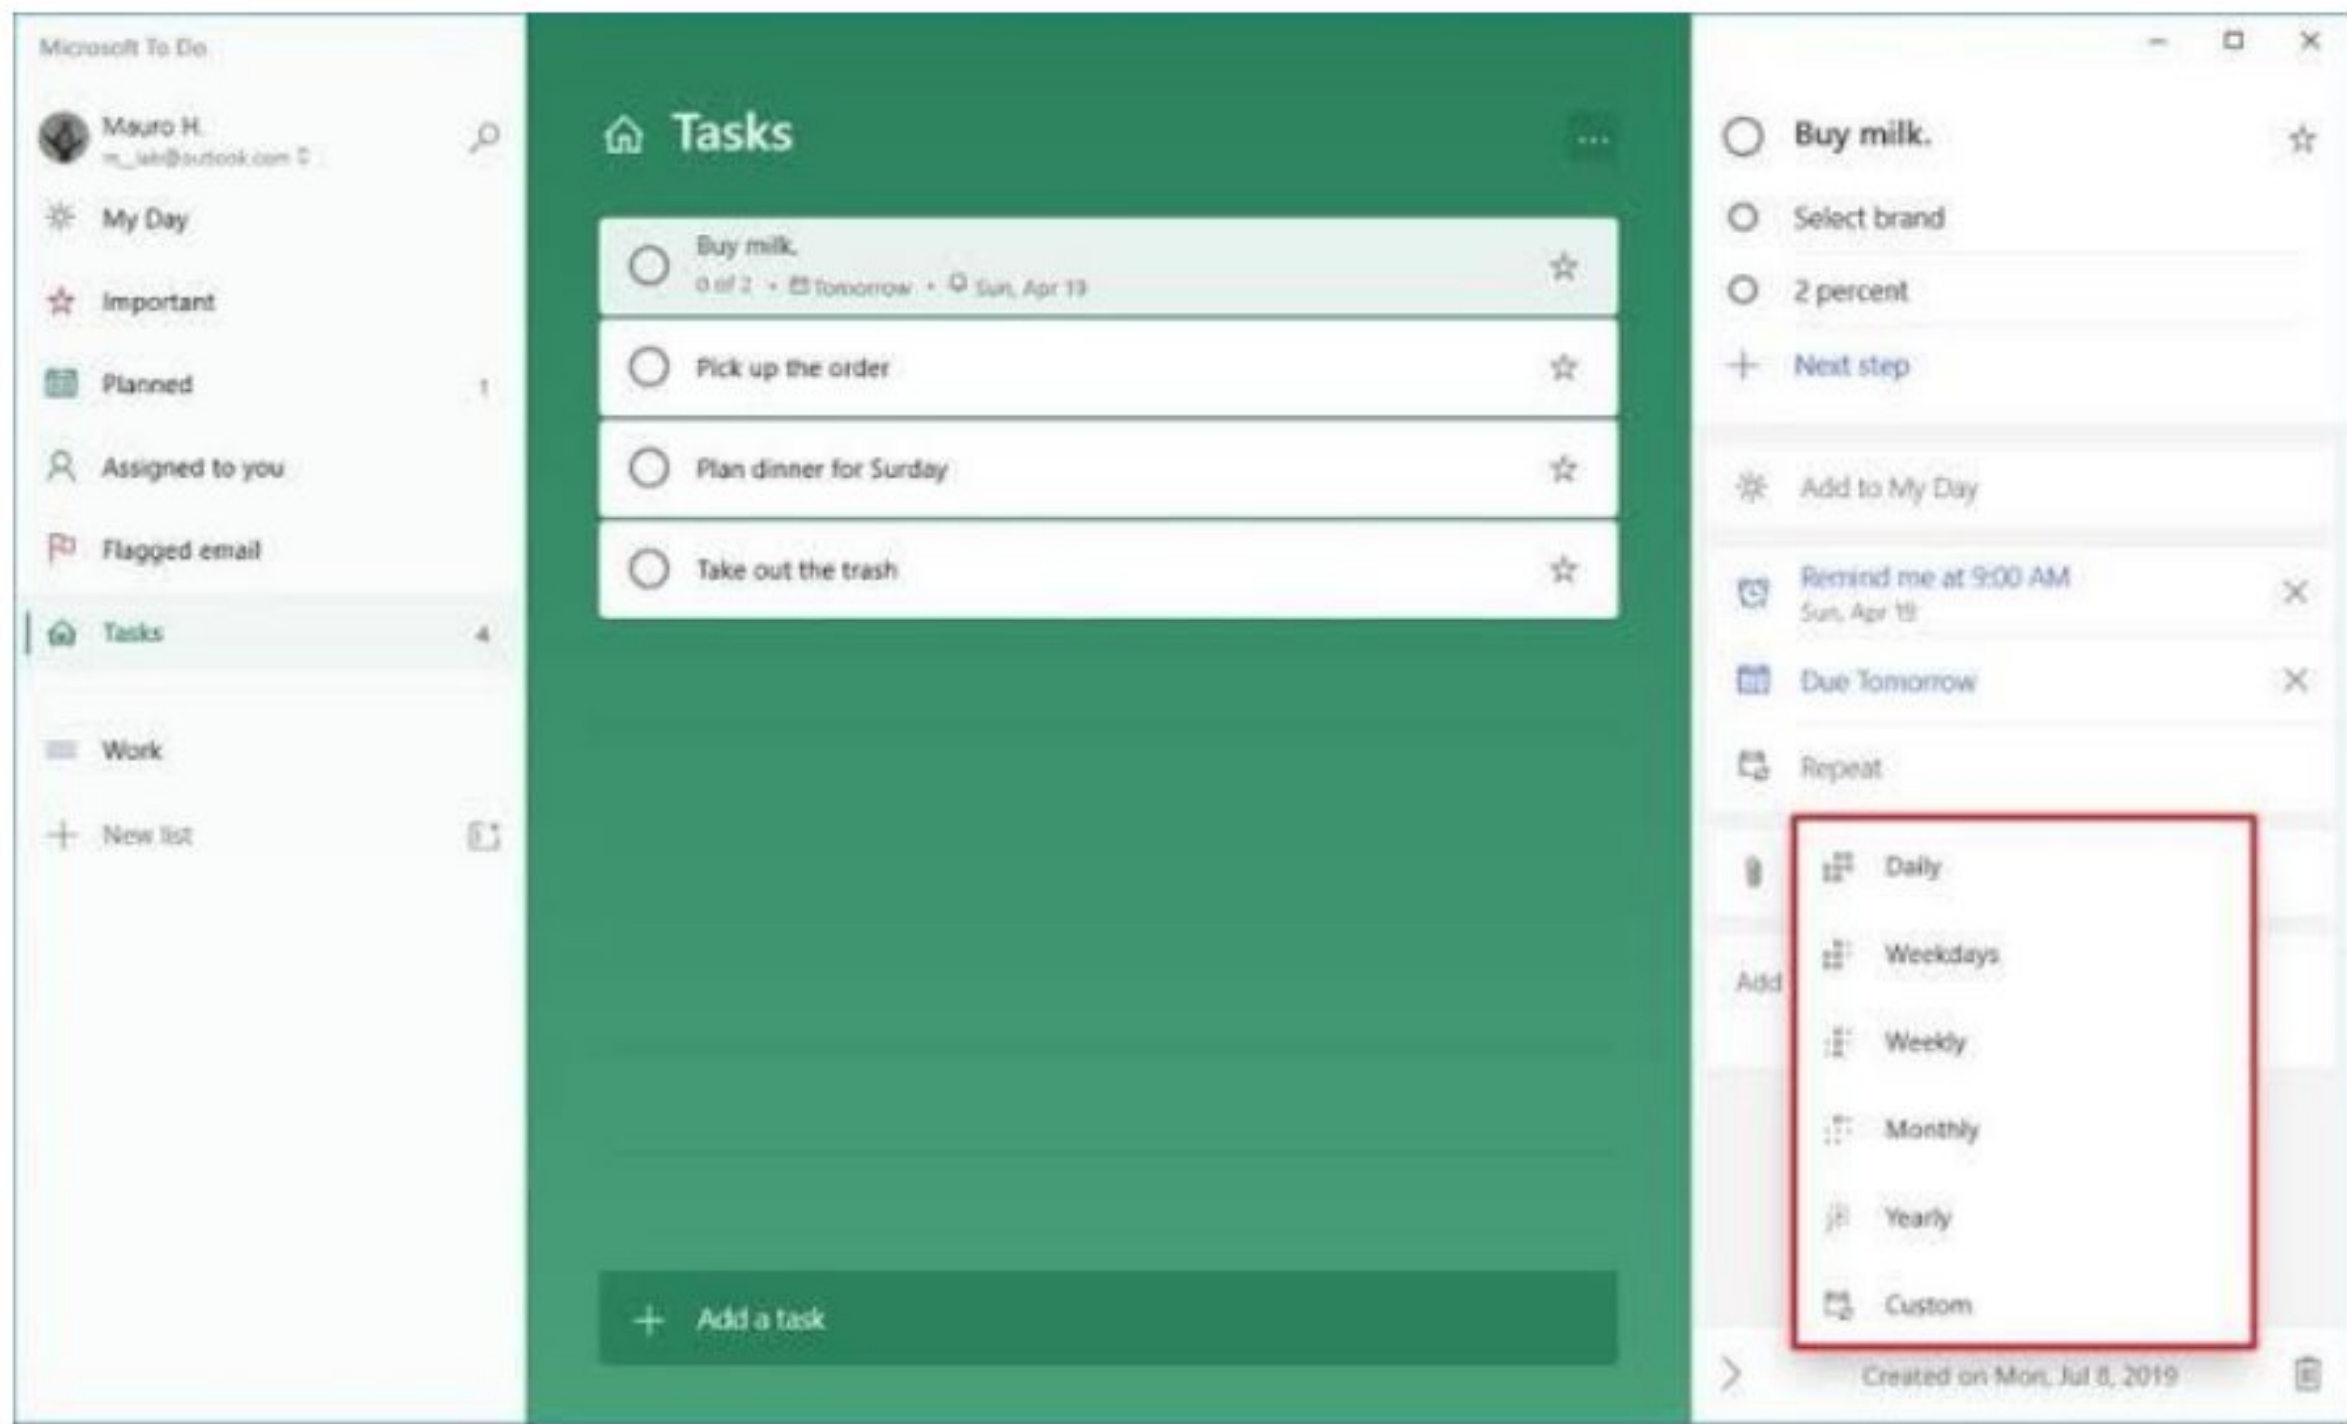 Microsoft To Do
Mauro H.
My Day
Important
Planned 1
Assigned to you
Flagged email
Tasks 4
Work
New list
Tasks
Buy milk.
0 of 2 • Tomorrow • Sun, Apr 19
Pick up the order
Plan dinner for Surday
Take out the trash
Add a task
Buy milk.
Select brand
2 percent
Next step
Add to My Day
Remind me at 9:00 AM
Sun, Apr 19
Due Tomorrow
Repeat
Daily
Weekdays
Add
Weekly
Monthly
Yearly
Custom
Created on Mon, Jul 8, 2019